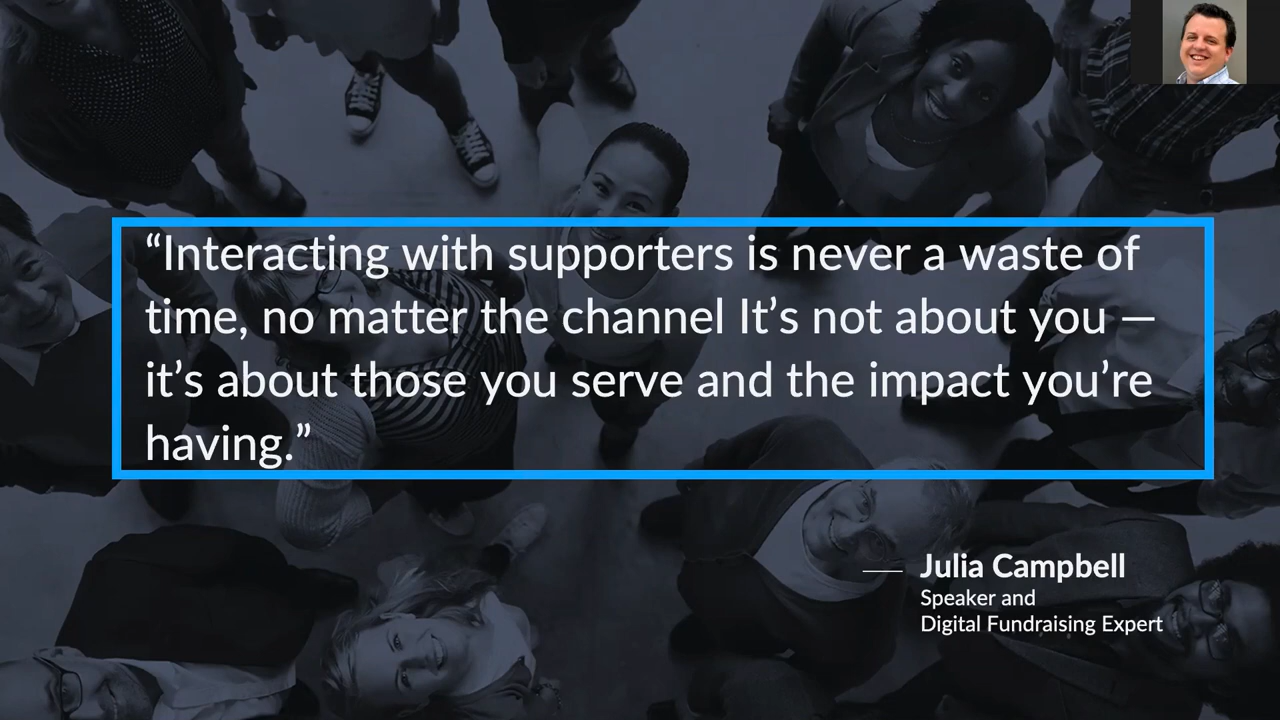 “Interacting with supporters is never a waste of
time, no matter the channel It’s not about you —
it’s about those you serve and the impact you’re
having.”
Julia Campbell
Speaker and
Digital Fundraising Expert